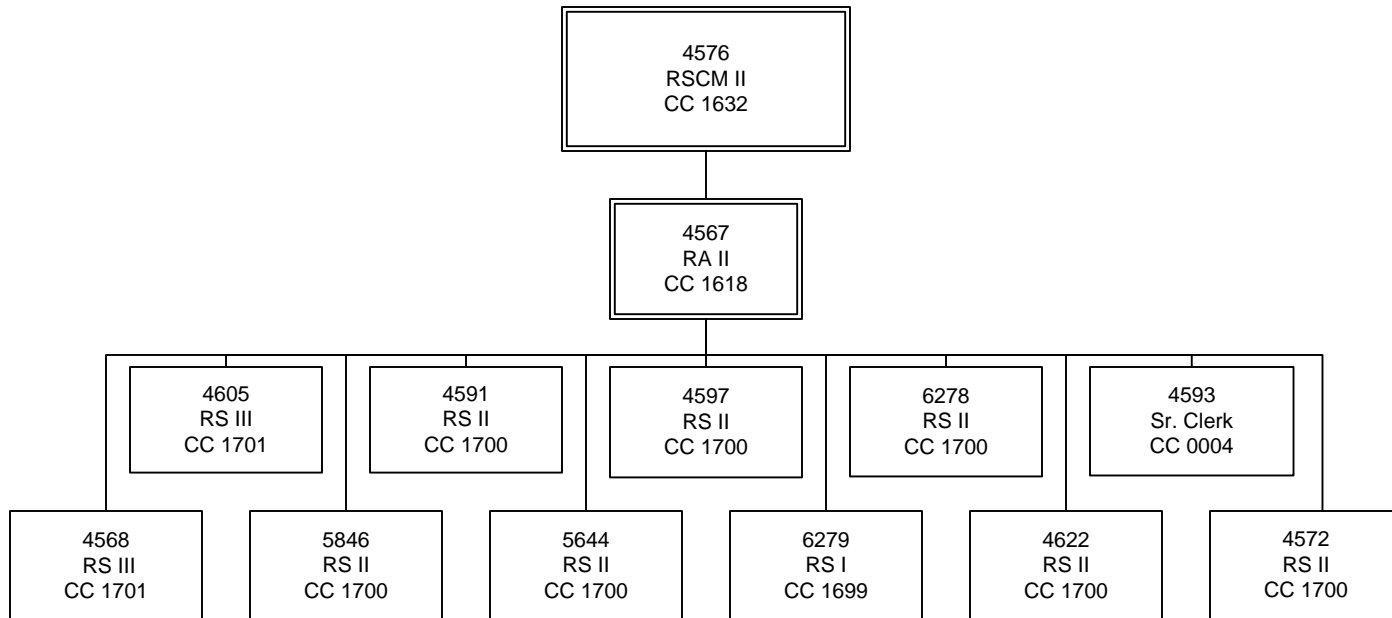 4576
RSCM II
CC 1632
4567
RA II
CC 1618
4605
RS III
CC 1701
4591
RS II
CC 1700
4597
RS II
CC 1700
6278
RS II
CC 1700
4593
Sr. Clerk
CC 0004
4568
RS III
CC 1701
5846
RS II
CC 1700
5644
RS II
CC 1700
6279
RS I
CC 1699
4622
RS II
CC 1700
4572
RS II
CC 1700